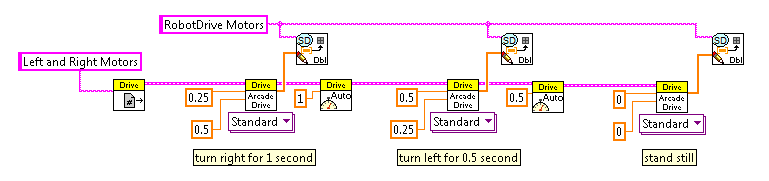 RobotDrive Motors
SD
Dbl
SD
Dbl
SD
Dbl
Left and Right Motors
Drive
#
0.25
0.5
Drive
Arcade
Drive
Standard
1
Drive
Auto
0.5
0.25
Drive
Arcade
Drive
Standard
0.5
Drive
Auto
0
0
Drive
Arcade
Drive
Standard
turn right for 1 second
turn left for 0.5 second
stand still